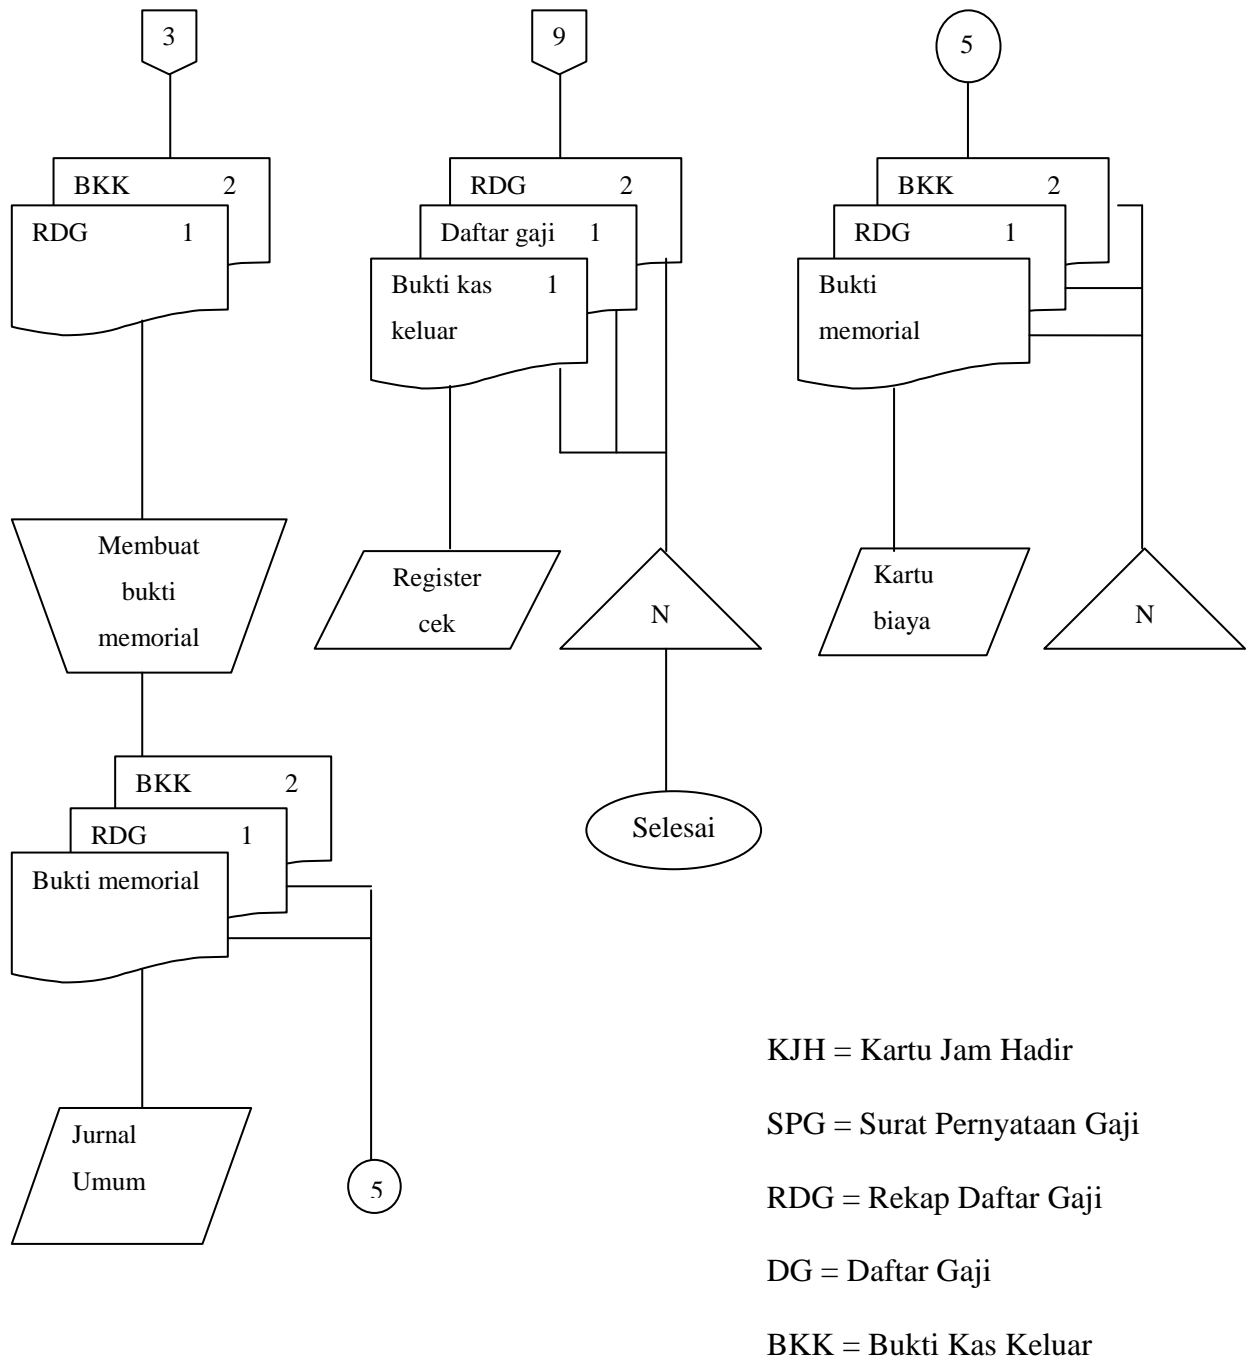 3
BKK 2
RDG 1
Membuat
bukti
memorial
BKK 2
RDG 1
Bukti memorial
Jurnal
Umum
5
9
RDG 2
Daftar gaji 1
Bukti kas 1
keluar
Register
cek
N
Selesai
5
BKK 2
RDG 1
Bukti
memorial
Kartu
biaya
N
KJH = Kartu Jam Hadir
SPG = Surat Pernyataan Gaji
RDG = Rekap Daftar Gaji
DG = Daftar Gaji
BKK = Bukti Kas Keluar